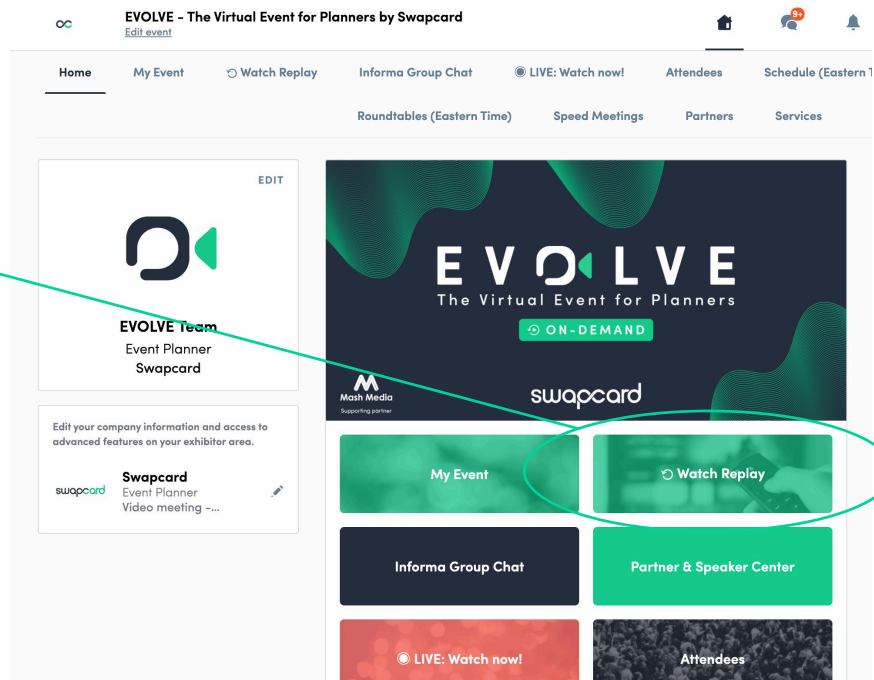 EVOLVE - The Virtual Event for Planners by Swapcard
Edit event
9+
Home
My Event
Watch Replay
Informa Group Chat
LIVE: Watch now!
Attendees
Schedule (Eastern
Roundtables (Eastern Time)
Speed Meetings
Partners
Services
EDIT
EVOLVE Team
Event Planner
Swapcard
Edit your company information and access to
advanced features on your exhibitor area.
swapcard
Swapcard
Event Planner
Video meeting -...
EVOLVE
The Virtual Event for Planners
ON-DEMAND
Mash Media
Supporting partner
swapcard
My Event
Watch Replay
Informa Group Chat
Partner & Speaker Center
LIVE: Watch now!
Attendees